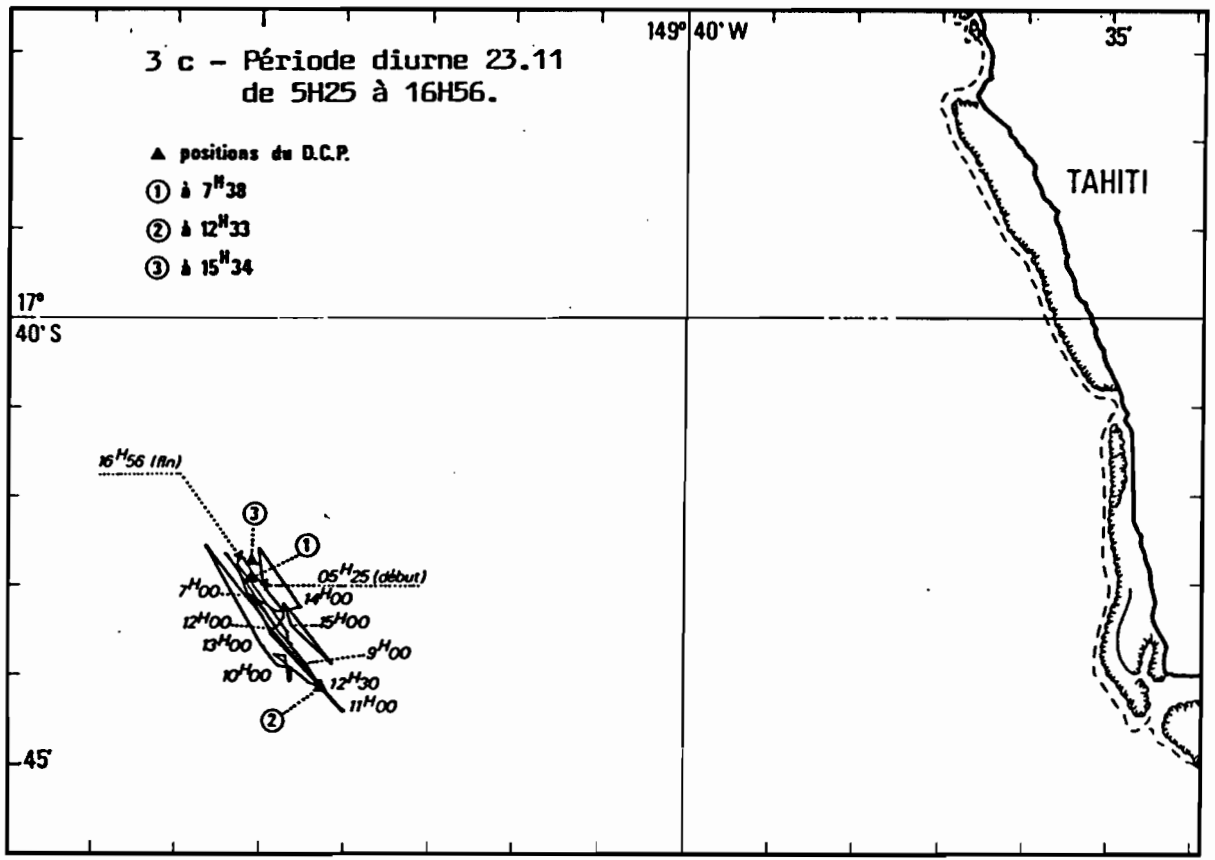 3 c - Période diurne 23.11
de 5H25 à 16H56.
▲ positions du D.C.P.
① à 7H38
② à 12H33
③ à 15H34
149° 40' W
35'
TAHITI
17°
40' S
16H56 (fin)
③
①
05H25 (début)
7H00
14H00
12H00
15H00
13H00
9H00
10H00
12H30
11H00
②
45'